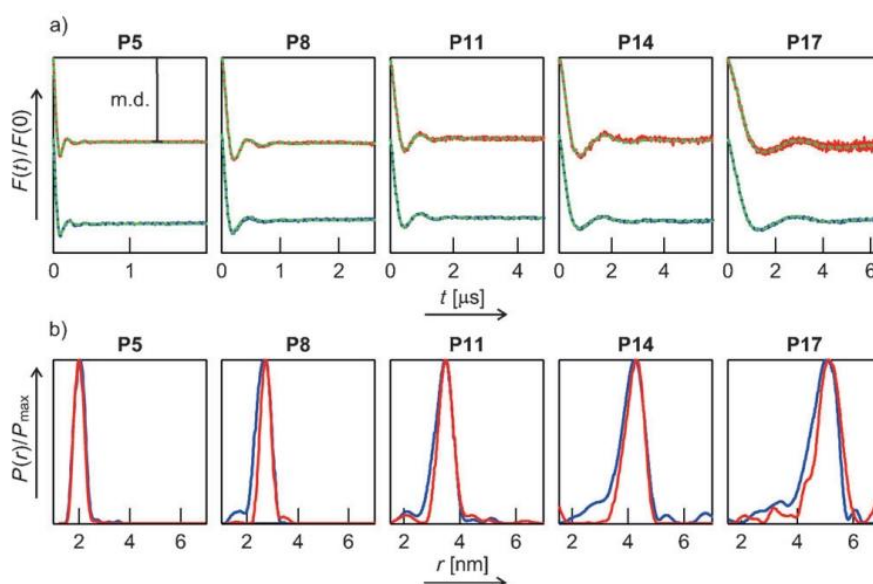 a)
P5 P8 P11 P14 P17
m.d.
F(t)/F(0)
0 1 0 1 2 0 2 4 0 2 4 0 2 4 6
t [μs]
b)
P5 P8 P11 P14 P17
P(r)/Pmax
2 4 6 2 4 6 2 4 6 2 4 6 2 4 6
r [nm]